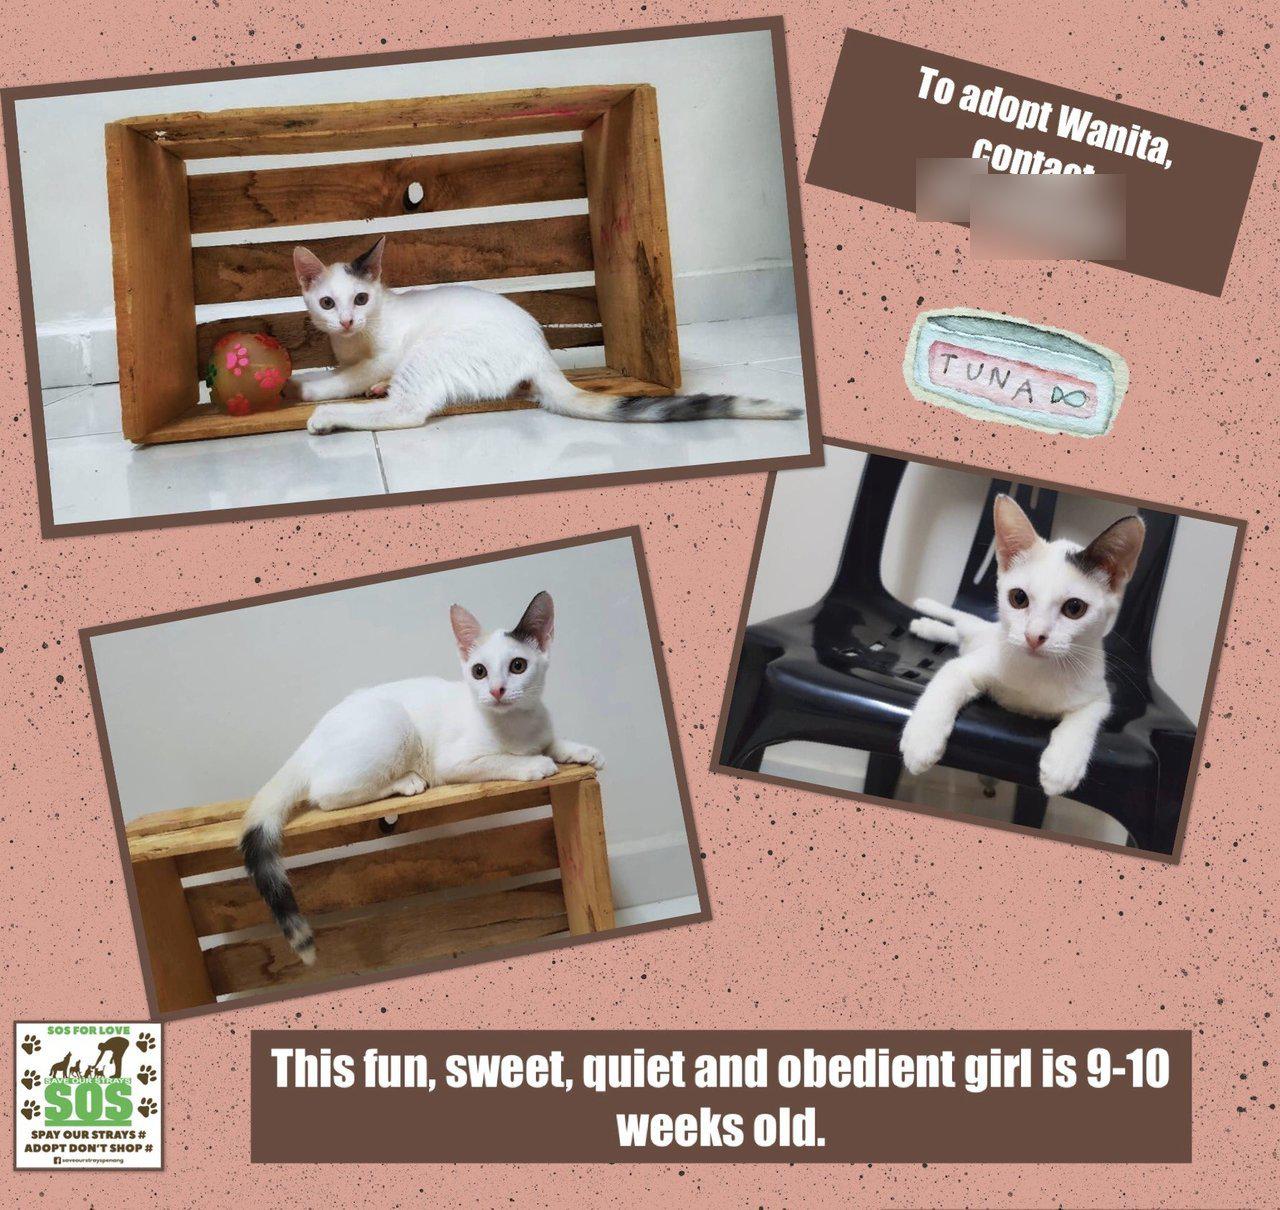 To adopt Wanita,
contact
TUNA
SOS FOR LOVE
SAVE OUR STRAYS
SOS
SPAY OUR STRAYS #
ADOPT DON'T SHOP #
saveourstrayspenang
This fun, sweet, quiet and obedient girl is 9-10
weeks old.